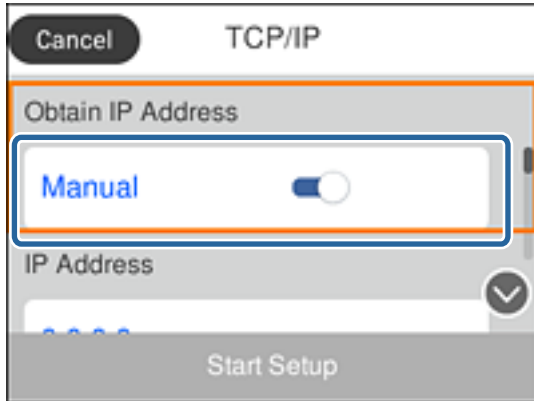 Cancel
TCP/IP
Obtain IP Address
Manual
IP Address
Start Setup